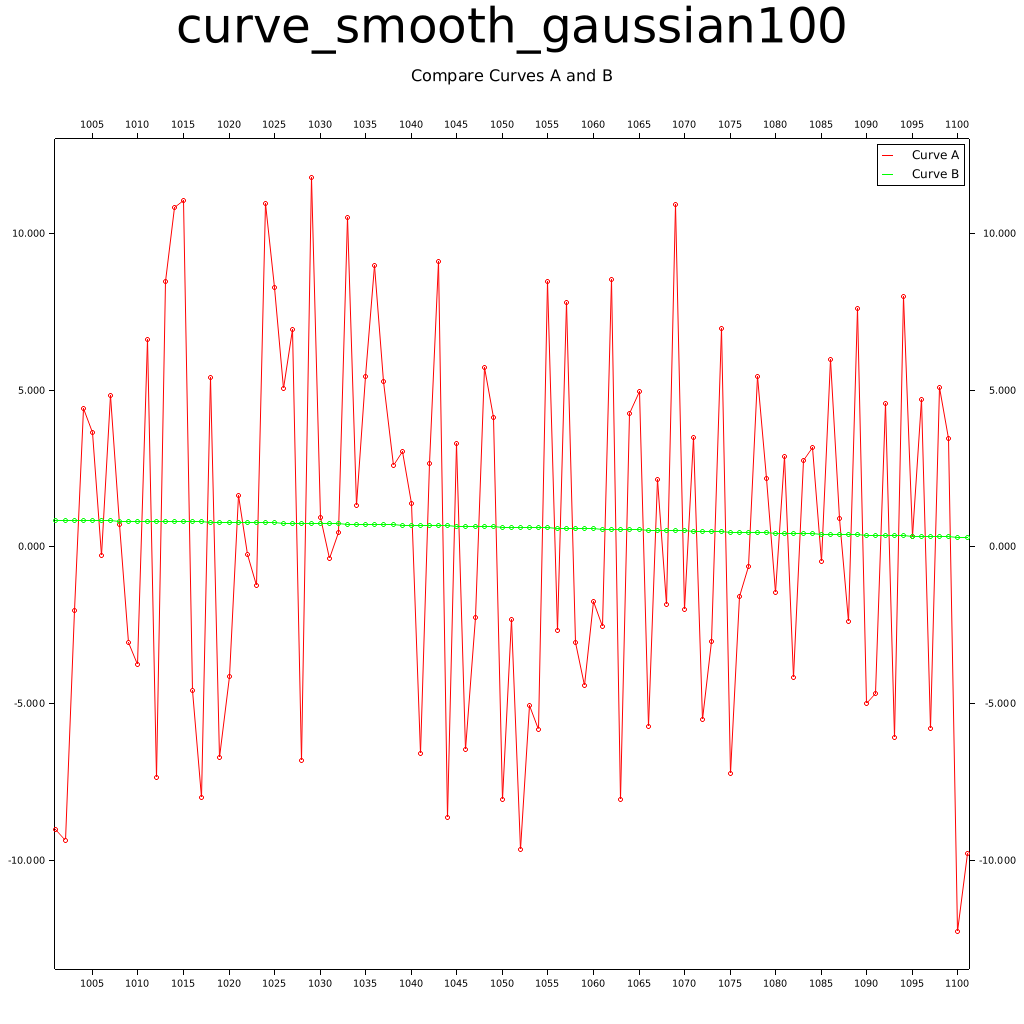 curve_smooth_gaussian100
Compare Curves A and B
1005 1010 1015 1020 1025 1030 1035 1040 1045 1050 1055 1060 1065 1070 1075 1080 1085 1090 1095 1100
Curve A
Curve B
10.000 10.000
5.000 5.000
0.000 0.000
-5.000 -5.000
-10.000 -10.000
1005 1010 1015 1020 1025 1030 1035 1040 1045 1050 1055 1060 1065 1070 1075 1080 1085 1090 1095 1100